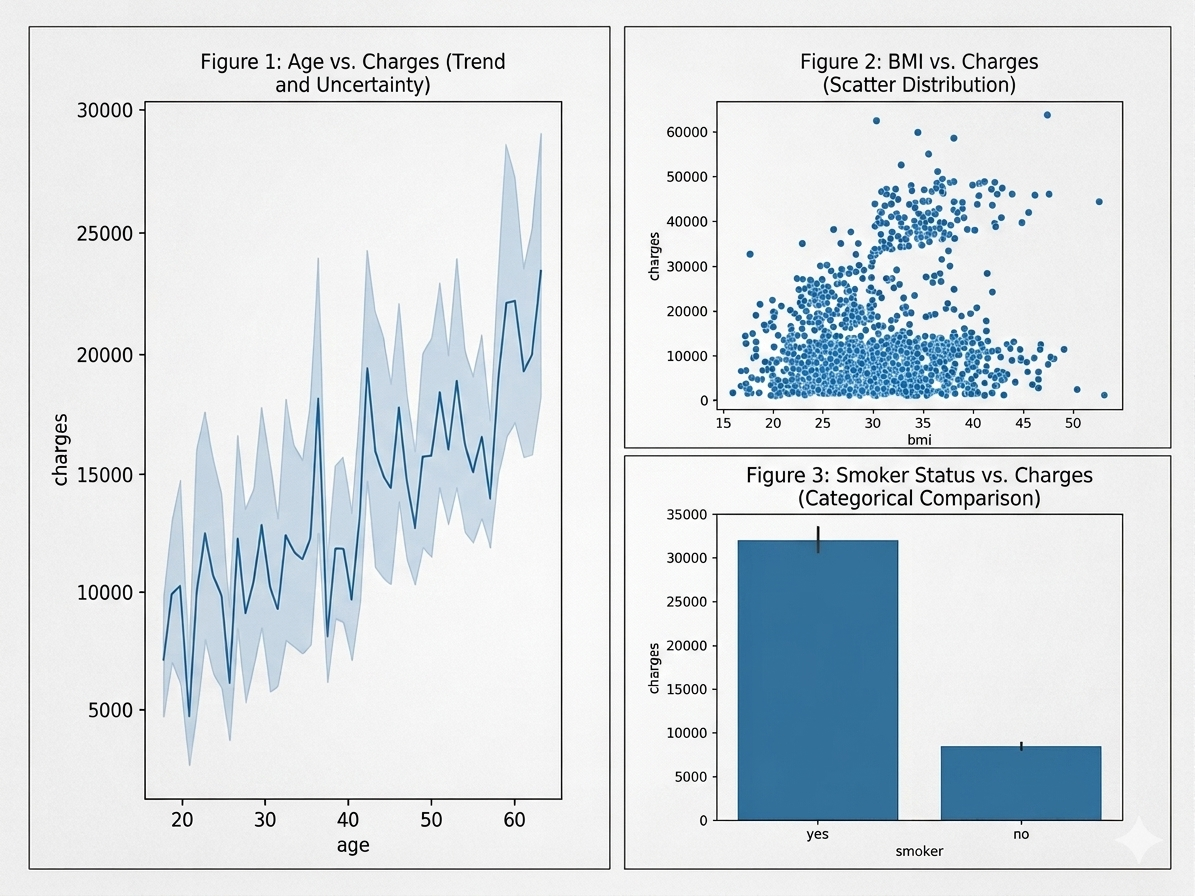 Figure 1: Age vs. Charges (Trend
and Uncertainty)
30000
25000
20000
15000
10000
5000
charges
20 30 40 50 60
age
Figure 2: BMI vs. Charges
(Scatter Distribution)
60000
50000
40000
30000
20000
10000
0
charges
15 20 25 30 35 40 45 50
bmi
Figure 3: Smoker Status vs. Charges
(Categorical Comparison)
35000
30000
25000
20000
15000
10000
5000
0
charges
yes no
smoker